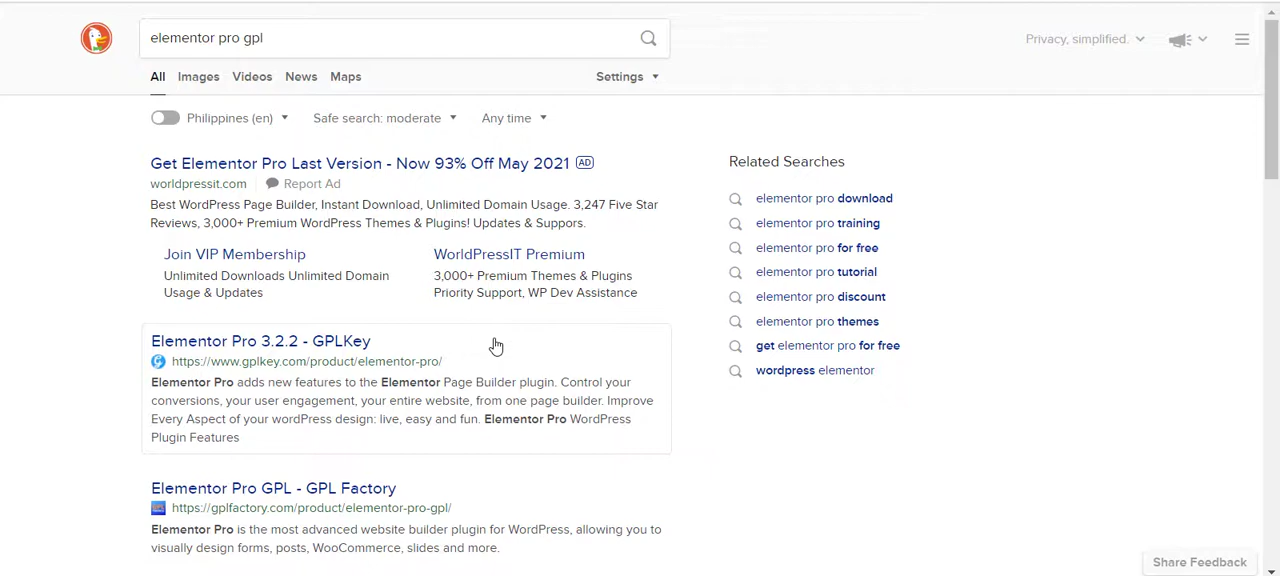 elementor pro gpl
Privacy, simplified.
All Images Videos News Maps Settings
Philippines (en) Safe search: moderate Any time
Get Elementor Pro Last Version - Now 93% Off May 2021 AD
worldpressit.com Report Ad
Best WordPress Page Builder, Instant Download, Unlimited Domain Usage. 3,247 Five Star
Reviews, 3,000+ Premium WordPress Themes & Plugins! Updates & Suppors.
Join VIP Membership
Unlimited Downloads Unlimited Domain
Usage & Updates
WorldPressIT Premium
3,000+ Premium Themes & Plugins
Priority Support, WP Dev Assistance
Elementor Pro 3.2.2 - GPLKey
https://www.gplkey.com/product/elementor-pro/
Elementor Pro adds new features to the Elementor Page Builder plugin. Control your
conversions, your user engagement, your entire website, from one page builder. Improve
Every Aspect of your wordPress design: live, easy and fun. Elementor Pro WordPress
Plugin Features
Elementor Pro GPL - GPL Factory
https://gplfactory.com/product/elementor-pro-gpl/
Elementor Pro is the most advanced website builder plugin for WordPress, allowing you to
visually design forms, posts, WooCommerce, slides and more.
Related Searches
elementor pro download
elementor pro training
elementor pro for free
elementor pro tutorial
elementor pro discount
elementor pro themes
get elementor pro for free
wordpress elementor
Share Feedback